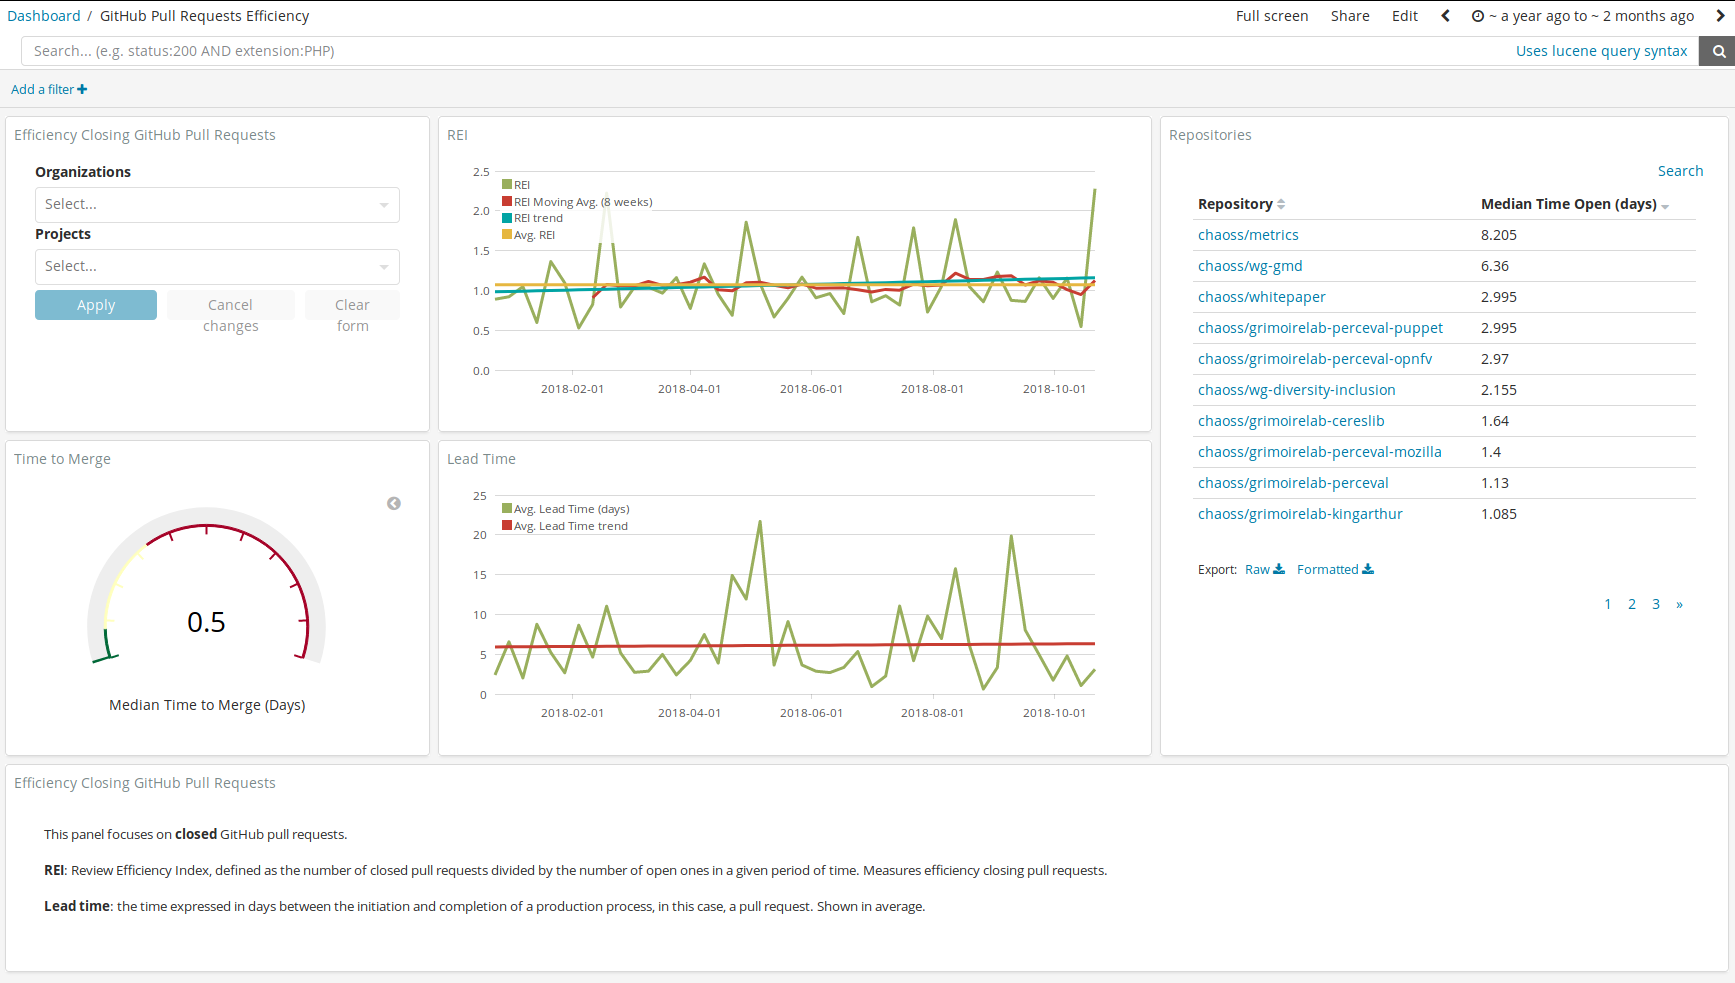 Dashboard / GitHub Pull Requests Efficiency
Full screen Share Edit ~ a year ago to ~ 2 months ago
Search... (e.g. status:200 AND extension:PHP)
Uses lucene query syntax
Add a filter
Efficiency Closing GitHub Pull Requests
Organizations
Select...
Projects
Select...
Apply
Cancel changes
Clear form
REI
2.5
2.0
1.5
1.0
0.5
0.0
REI
REI Moving Avg. (8 weeks)
REI trend
Avg. REI
2018-02-01 2018-04-01 2018-06-01 2018-08-01 2018-10-01
Repositories
Search
Repository Median Time Open (days)
chaoss/metrics 8.205
chaoss/wg-gmd 6.36
chaoss/whitepaper 2.995
chaoss/grimoirelab-perceval-puppet 2.995
chaoss/grimoirelab-perceval-opnfv 2.97
chaoss/wg-diversity-inclusion 2.155
chaoss/grimoirelab-cereslib 1.64
chaoss/grimoirelab-perceval-mozilla 1.4
chaoss/grimoirelab-perceval 1.13
chaoss/grimoirelab-kingarthur 1.085
Export: Raw Formatted
1 2 3 »
Time to Merge
0.5
Median Time to Merge (Days)
Lead Time
25
20
15
10
5
0
Avg. Lead Time (days)
Avg. Lead Time trend
2018-02-01 2018-04-01 2018-06-01 2018-08-01 2018-10-01
Efficiency Closing GitHub Pull Requests
This panel focuses on closed GitHub pull requests.
REI: Review Efficiency Index, defined as the number of closed pull requests divided by the number of open ones in a given period of time. Measures efficiency closing pull requests.
Lead time: the time expressed in days between the initiation and completion of a production process, in this case, a pull request. Shown in average.